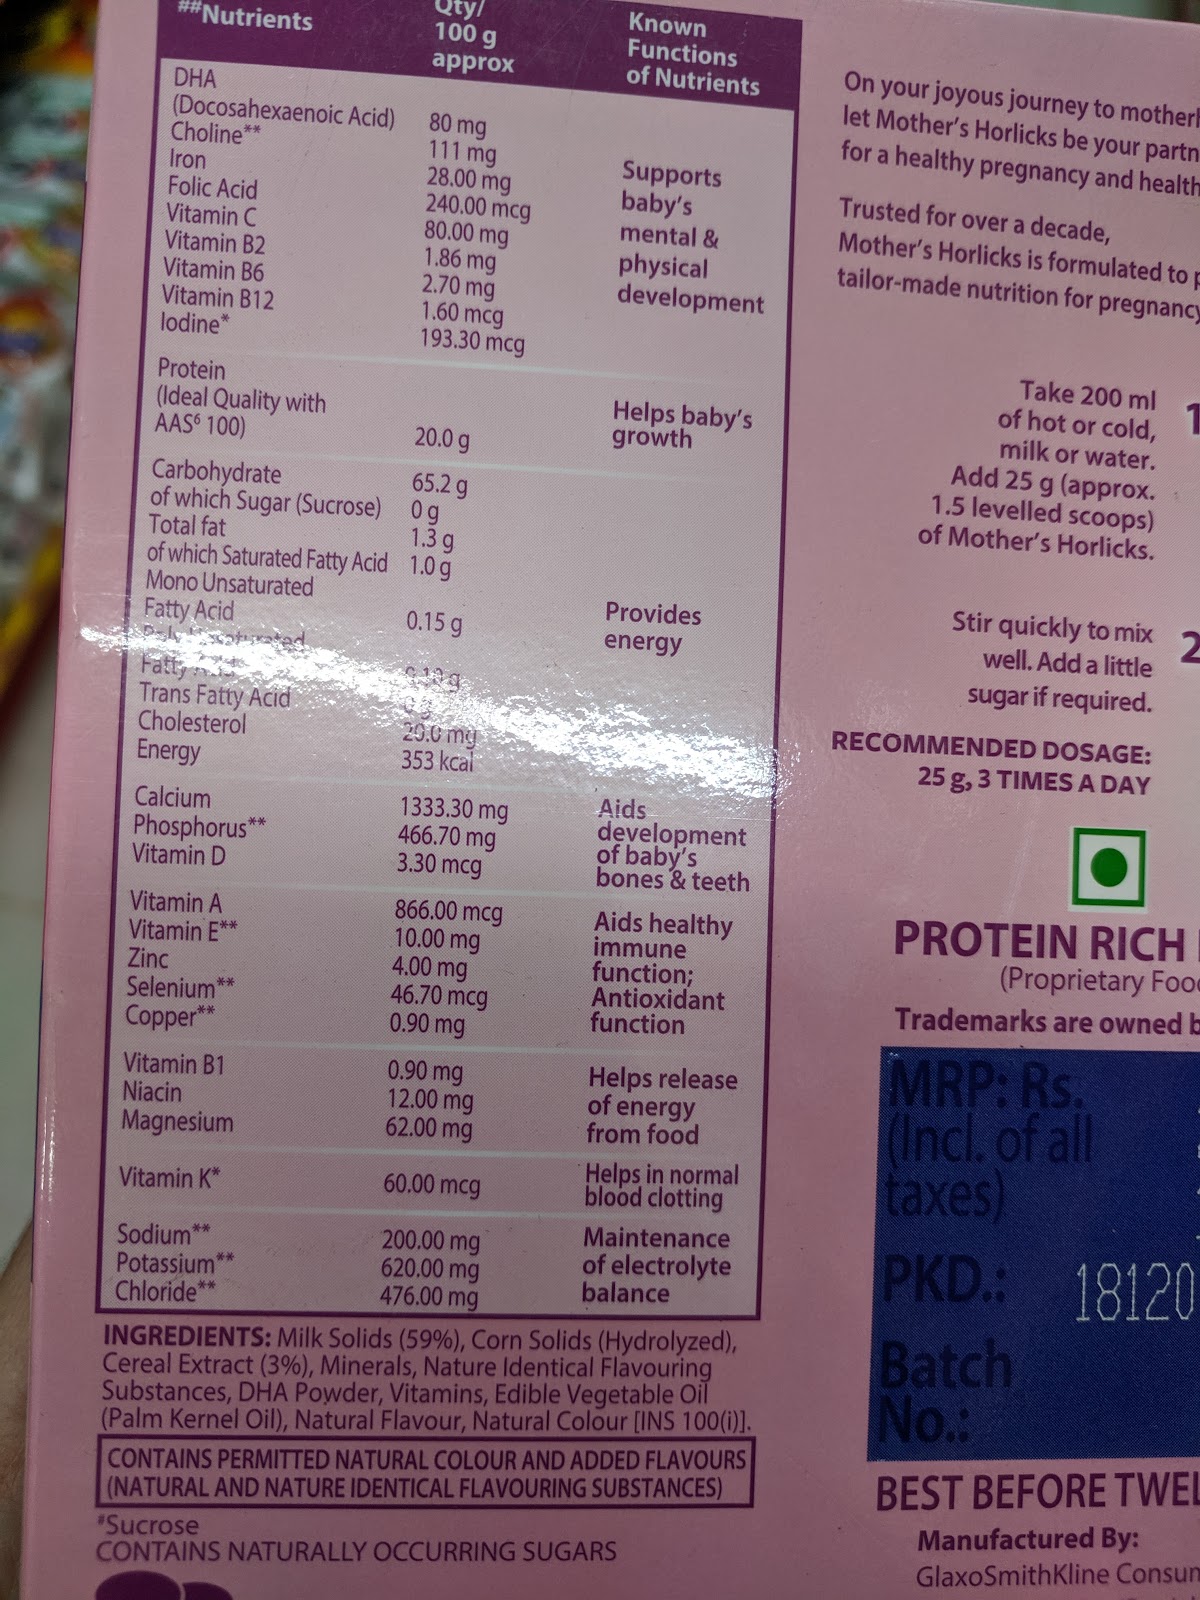 ##Nutrients
Qty/
100 g
approx
Known
Functions
of Nutrients
DHA
(Docosahexaenoic Acid) 80 mg
Choline** 111 mg
Iron 28.00 mg
Folic Acid 240.00 mcg
Vitamin C 80.00 mg
Vitamin B2 1.86 mg
Vitamin B6 2.70 mg
Vitamin B12 1.60 mcg
Iodine* 193.30 mcg
Supports
baby's
mental &
physical
development
Protein
(Ideal Quality with
AAS⁶ 100) 20.0 g
Helps baby's
growth
Carbohydrate 65.2 g
of which Sugar (Sucrose) 0 g
Total fat 1.3 g
of which Saturated Fatty Acid 1.0 g
Mono Unsaturated
Fatty Acid 0.15 g
Fatty
Trans Fatty Acid
Cholesterol 20.0 mg
Energy 353 kcal
Provides
energy
Calcium 1333.30 mg
Phosphorus** 466.70 mg
Vitamin D 3.30 mcg
Aids
development
of baby's
bones & teeth
Vitamin A 866.00 mcg
Vitamin E** 10.00 mg
Zinc 4.00 mg
Selenium** 46.70 mcg
Copper** 0.90 mg
Aids healthy
immune
function;
Antioxidant
function
Vitamin B1 0.90 mg
Niacin 12.00 mg
Magnesium 62.00 mg
Helps release
of energy
from food
Vitamin K* 60.00 mcg
Helps in normal
blood clotting
Sodium** 200.00 mg
Potassium** 620.00 mg
Chloride** 476.00 mg
Maintenance
of electrolyte
balance
INGREDIENTS: Milk Solids (59%), Corn Solids (Hydrolyzed),
Cereal Extract (3%), Minerals, Nature Identical Flavouring
Substances, DHA Powder, Vitamins, Edible Vegetable Oil
(Palm Kernel Oil), Natural Flavour, Natural Colour [INS 100(i)].
CONTAINS PERMITTED NATURAL COLOUR AND ADDED FLAVOURS
(NATURAL AND NATURE IDENTICAL FLAVOURING SUBSTANCES)
#Sucrose
CONTAINS NATURALLY OCCURRING SUGARS
On your joyous journey to
let Mother's Horlicks be your
for a healthy pregnancy and
Trusted for over a decade,
Mother's Horlicks is formulated to
tailor-made nutrition for pregnancy
Take 200 ml
of hot or cold,
milk or water.
Add 25 g (approx.
1.5 levelled scoops)
of Mother's Horlicks.
1
Stir quickly to mix
well. Add a little
sugar if required.
2
RECOMMENDED DOSAGE:
25 g, 3 TIMES A DAY
PROTEIN RICH
(Proprietary
Trademarks are owned
MRP: Rs.
(Incl. of all
taxes)
PKD.: 18120
Batch
No.:
BEST BEFORE
Manufactured By:
GlaxoSmithKline